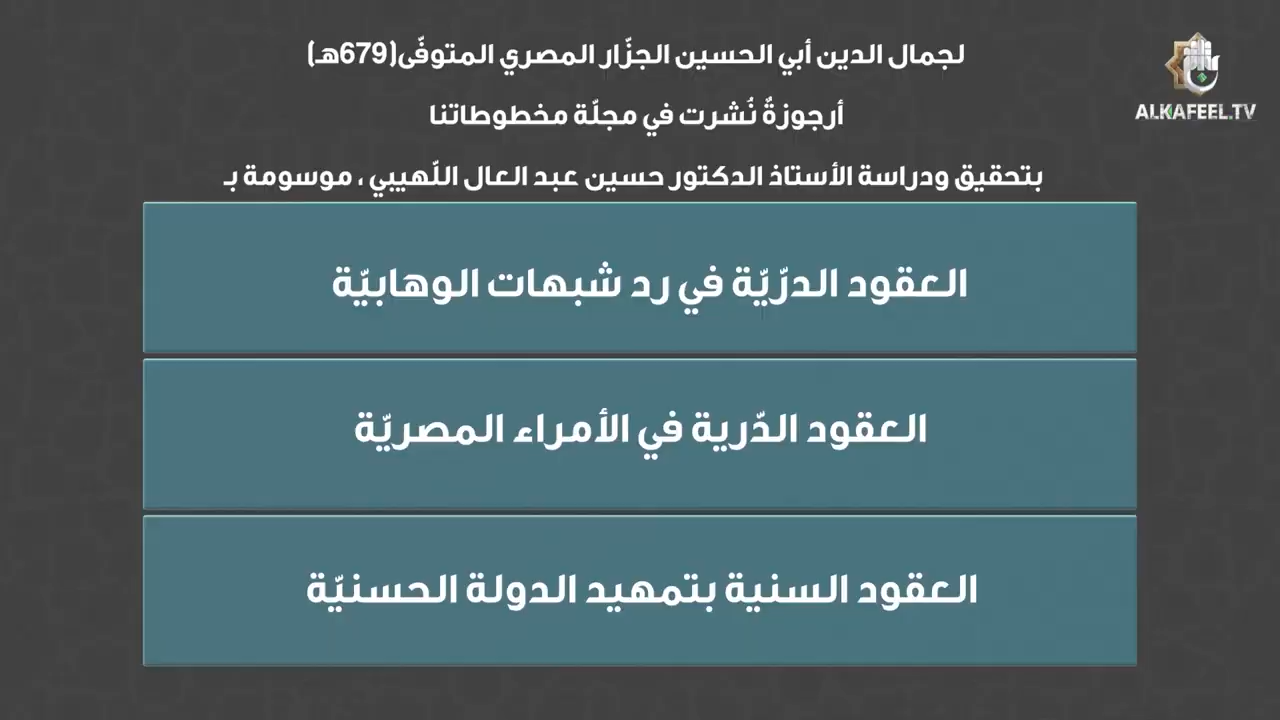 لجمال الدين أبي الحسين الجزّار المصري المتوفّى(679هـ)
أرجوزةٌ نُشرت في مجلّة مخطوطاتنا
بتحقيق ودراسة الأستاذ الدكتور حسين عبد العال اللّهيبي ، موسومة بـ
العقود الدرّيّة في رد شبهات الوهابيّة
العقود الدّرية في الأمراء المصريّة
العقود السنية بتمهيد الدولة الحسنيّة
ALKAFEEL.TV